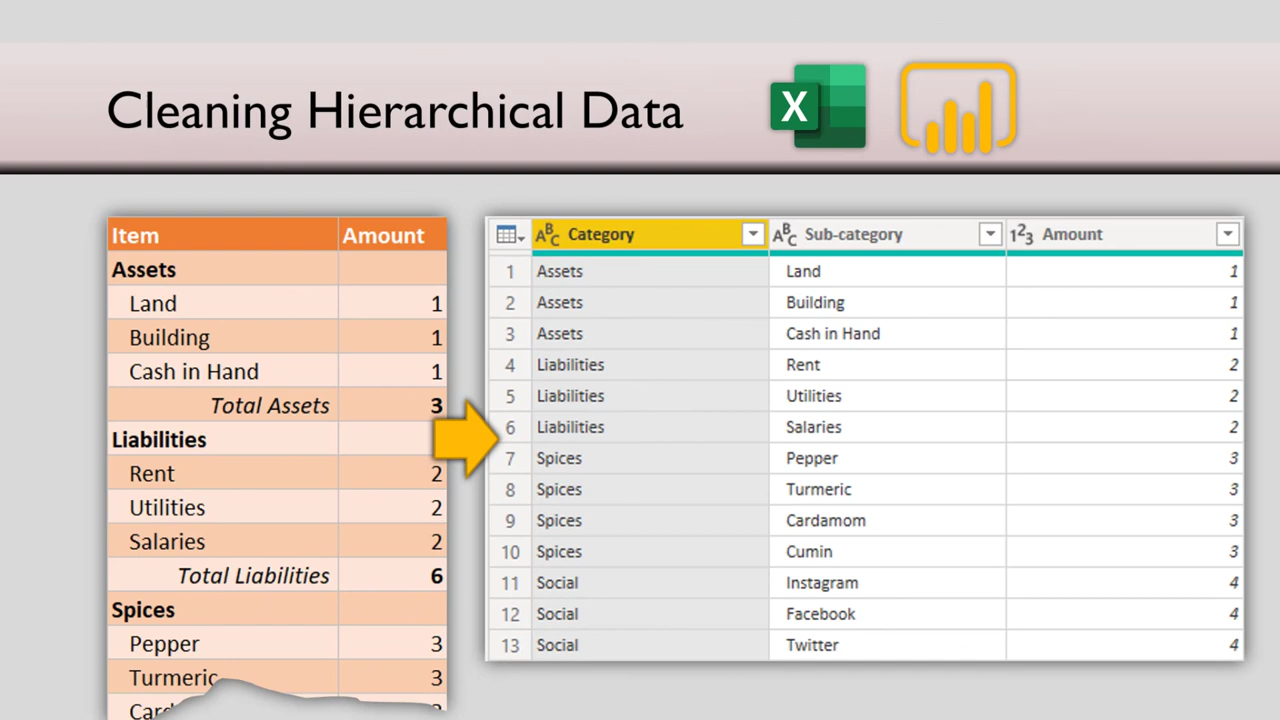 Cleaning Hierarchical Data
X
Item Amount
Assets
Land 1
Building 1
Cash in Hand 1
Total Assets 3
Liabilities
Rent 2
Utilities 2
Salaries 2
Total Liabilities 6
Spices
Pepper 3
Turmeric 3
ABC Category ABC Sub-category 123 Amount
1 Assets Land 1
2 Assets Building 1
3 Assets Cash in Hand 1
4 Liabilities Rent 2
5 Liabilities Utilities 2
6 Liabilities Salaries 2
7 Spices Pepper 3
8 Spices Turmeric 3
9 Spices Cardamom 3
10 Spices Cumin 3
11 Social Instagram 4
12 Social Facebook 4
13 Social Twitter 4